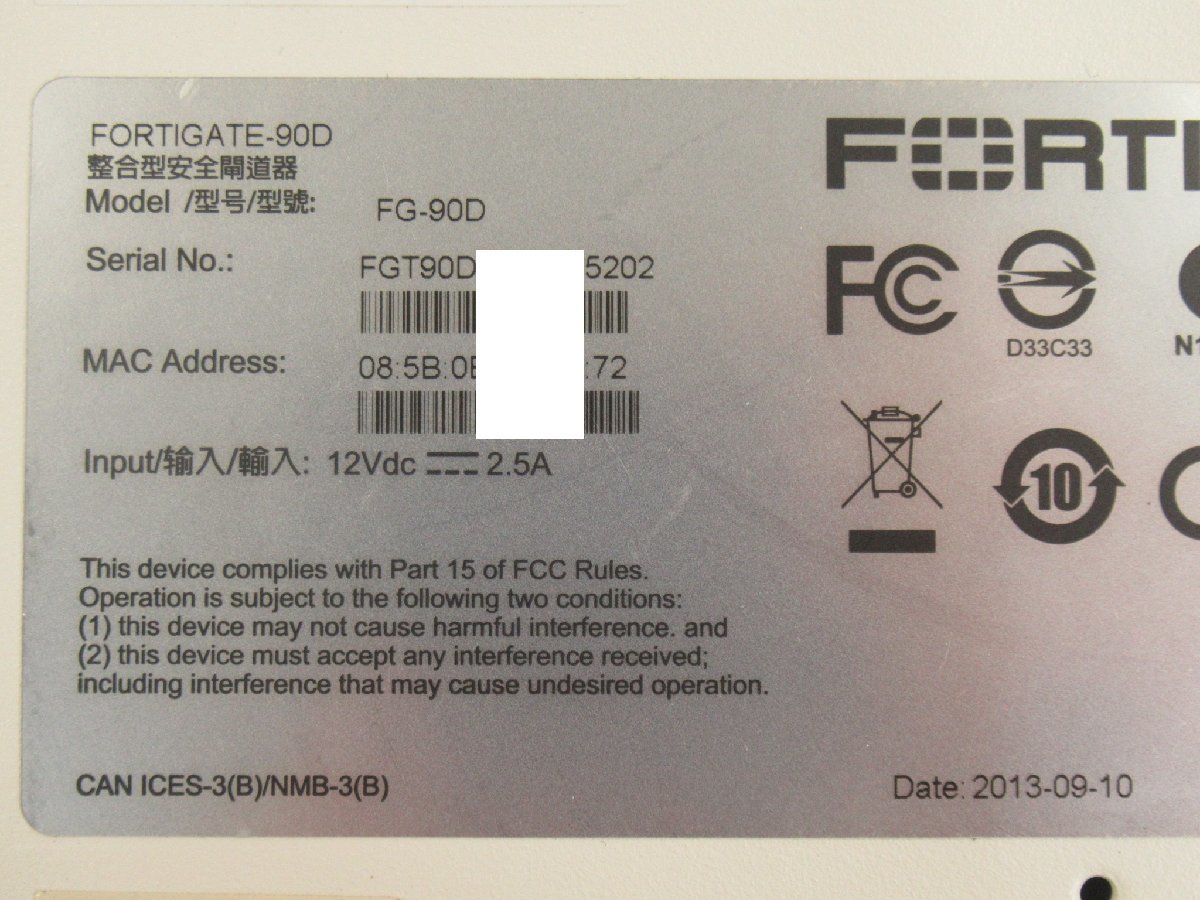 FORTIGATE-90D
整合型安全閘道器
Model /型号/型號: FG-90D
Serial No.: FGT90D 5202
MAC Address: 08:5B:0E :72
Input/输入/輸入: 12Vdc 2.5A
This device complies with Part 15 of FCC Rules.
Operation is subject to the following two conditions:
(1) this device may not cause harmful interference. and
(2) this device must accept any interference received;
including interference that may cause undesired operation.
CAN ICES-3(B)/NMB-3(B)
FORTI
FC
D33C33
N1
10
Date: 2013-09-10